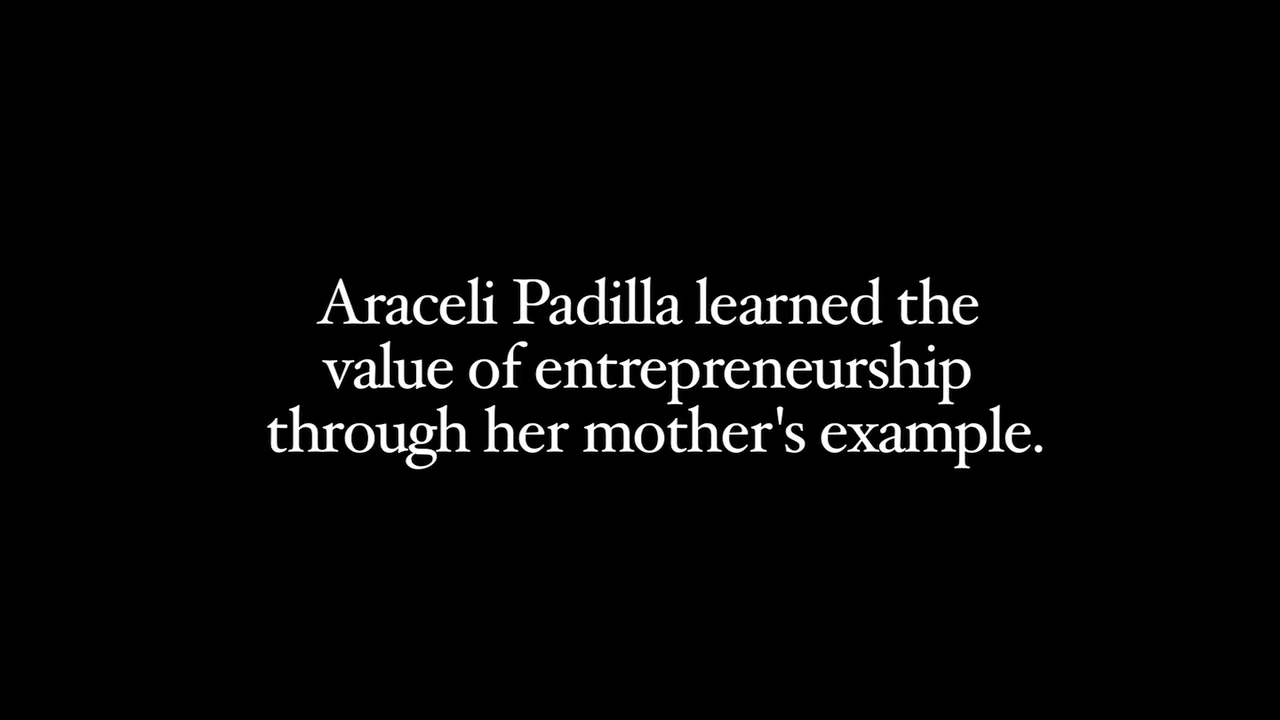 Araceli Padilla learned the
value of entrepreneurship
through her mother's example.